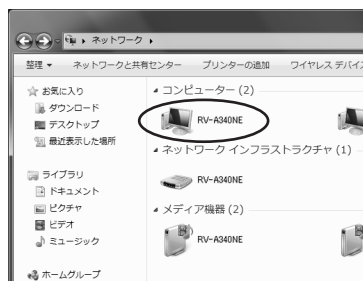 ネットワーク
整理 ネットワークと共有センター プリンターの追加 ワイヤレス デバイス
お気に入り
ダウンロード
デスクトップ
最近表示した場所
ライブラリ
ドキュメント
ピクチャ
ビデオ
ミュージック
ホームグループ
コンピューター (2)
RV-A340NE
ネットワーク インフラストラクチャ (1)
RV-A340NE
メディア機器 (2)
RV-A340NE